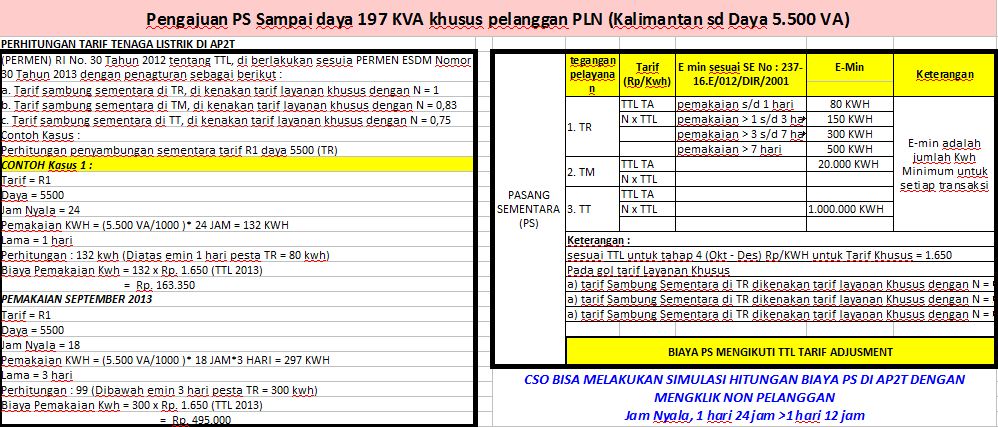 Pengajuan PS Sampai daya 197 KVA khusus pelanggan PLN (Kalimantan sd Daya 5.500 VA)
PERHITUNGAN TARIF TENAGA LISTRIK DI AP2T
(PERMEN) RI No. 30 Tahun 2012 tentang TTL, di berlakukan sesuia PERMEN ESDM Nomor
30 Tahun 2013 dengan penagturan sebagai berikut :
a. Tarif sambung sementara di TR, di kenakan tarif layanan khusus dengan N = 1
b. Tarif sambung sementara di TM, di kenakan tarif layanan khusus dengan N = 0,83
c. Tarif sambung sementara di TT, di kenakan tarif layanan khusus dengan N = 0,75
Contoh Kasus :
Perhitungan penyambungan sementara tarif R1 daya 5500 (TR)
CONTOH Kasus 1 :
Tarif = R1
Daya = 5500
Jam Nyala = 24
Pemakaian KWH = (5.500 VA/1000 )* 24 JAM = 132 KWH
Lama = 1 hari
Perhitungan : 132 kwh (Diatas emin 1 hari pesta TR = 80 kwh)
Biaya Pemakaian Kwh = 132 x Rp. 1.650 (TTL 2013)
= Rp. 163.350
PEMAKAIAN SEPTEMBER 2013
Tarif = R1
Daya = 5500
Jam Nyala = 18
Pemakaian KWH = (5.500 VA/1000 )* 18 JAM*3 HARI = 297 KWH
Lama = 3 hari
Perhitungan : 99 (Dibawah emin 3 hari pesta TR = 300 kwh)
Biaya Pemakaian Kwh = 300 x Rp. 1.650 (TTL 2013)
= Rp. 495.000
tegangan pelayanan
Tarif (Rp/Kwh)
E min sesuai SE No : 237-16.E/012/DIR/2001
E-Min
Keterangan
PASANG SEMENTARA (PS)
1. TR
TTL TA pemakaian s/d 1 hari 80 KWH
N x TTL pemakaian > 1 s/d 3 ha 150 KWH
pemakaian > 3 s/d 7 ha 300 KWH
pemakaian > 7 hari 500 KWH
2. TM
TTL TA 20.000 KWH
N x TTL
3. TT
TTL TA
N x TTL 1.000.000 KWH
E-min adalah
jumlah Kwh
Minimum untuk
setiap transaksi
Keterangan :
sesuai TTL untuk tahap 4 (Okt - Des) Rp/KWH untuk Tarif Khusus = 1.650
Pada gol tarif Layanan Khusus
a) tarif Sambung Sementara di TR dikenakan tarif layanan Khusus dengan N =
a) tarif Sambung Sementara di TR dikenakan tarif layanan Khusus dengan N =
a) tarif Sambung Sementara di TR dikenakan tarif layanan Khusus dengan N =
BIAYA PS MENGIKUTI TTL TARIF ADJUSMENT
CSO BISA MELAKUKAN SIMULASI HITUNGAN BIAYA PS DI AP2T DENGAN
MENGKLIK NON PELANGGAN
Jam Nyala, 1 hari 24 jam >1 hari 12 jam